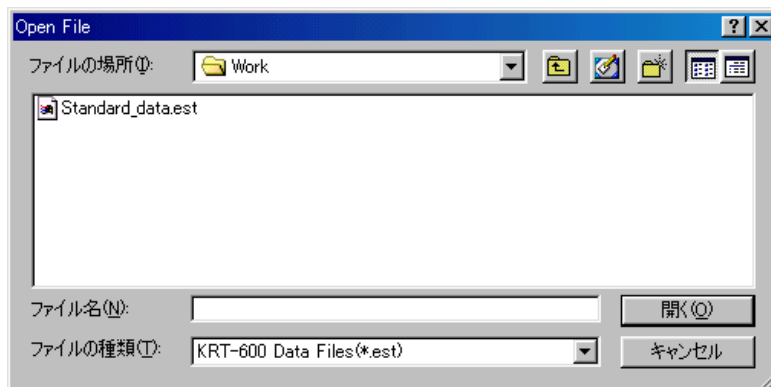 Open File
ファイルの場所(I):
Work
Standard_data.est
ファイル名(N):
開く(O)
ファイルの種類(T):
KRT-600 Data Files(*.est)
キャンセル